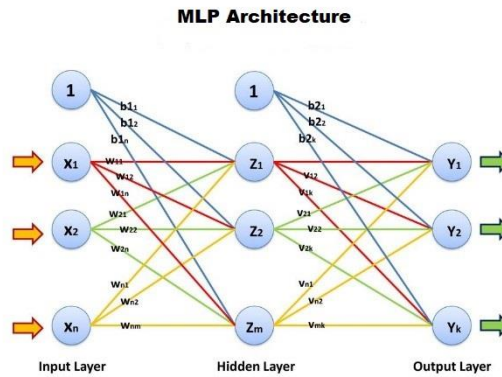 MLP Architecture
1
1
b1₁
b1₂
b1ₙ
b2₁
b2₂
b2ₖ
X₁
Z₁
Y₁
w₁₁
w₁₂
w₁ₙ
v₁₂
v₁ₖ
X₂
Z₂
Y₂
w₂₁
w₂₂
w₂ₙ
v₂₁
v₂₂
v₂ₖ
Xₙ
Zₘ
Yₖ
wₙ₁
wₙ₂
wₙₘ
vₙ₁
vₙ₂
vₘₖ
Input Layer
Hidden Layer
Output Layer